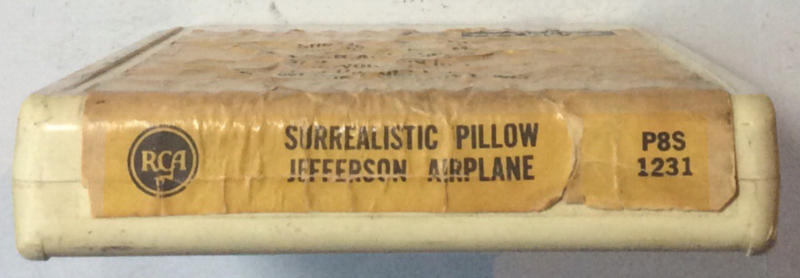 RCA
SURREALISTIC PILLOW
JEFFERSON AIRPLANE
P8S
1231